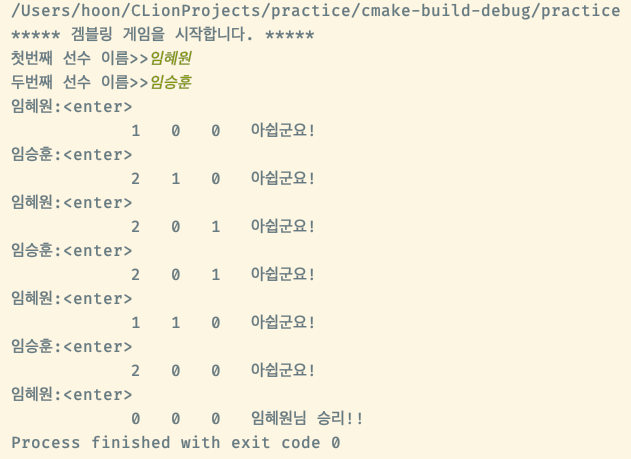 /Users/hoon/CLionProjects/practice/cmake-build-debug/practice
***** 겜블링 게임을 시작합니다. *****
첫번째 선수 이름>>임혜원
두번째 선수 이름>>임승훈
임혜원:<enter>
1 0 0 아쉽군요!
임승훈:<enter>
2 1 0 아쉽군요!
임혜원:<enter>
2 0 1 아쉽군요!
임승훈:<enter>
2 0 1 아쉽군요!
임혜원:<enter>
1 1 0 아쉽군요!
임승훈:<enter>
2 0 0 아쉽군요!
임혜원:<enter>
0 0 0 임혜원님 승리!!
Process finished with exit code 0